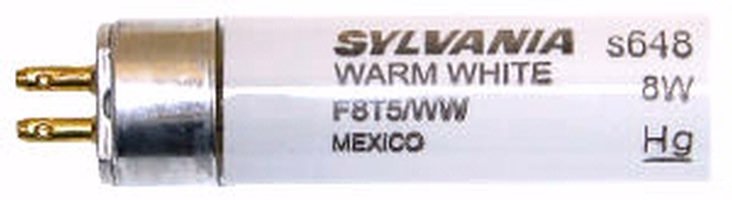 SYLVANIA s648
WARM WHITE 8W
F8T5/WW
MEXICO Hg